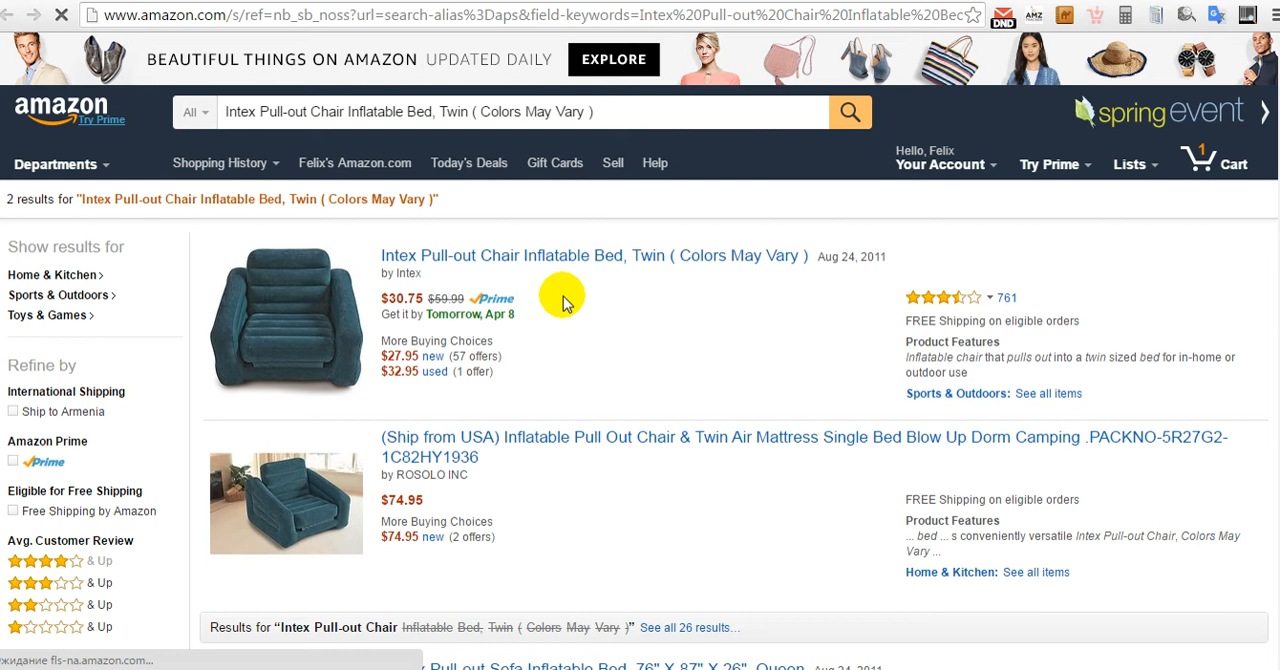 www.amazon.com/s/ref=nb_sb_noss?url=search-alias%3Daps&field-keywords=Intex%20Pull-out%20Chair%20Inflatable%20Bec
DND
AMZ
BEAUTIFUL THINGS ON AMAZON UPDATED DAILY EXPLORE
amazon
Try Prime
All
Intex Pull-out Chair Inflatable Bed, Twin ( Colors May Vary )
spring event
Departments
Shopping History
Felix's Amazon.com
Today's Deals
Gift Cards
Sell
Help
Hello, Felix
Your Account
Try Prime
Lists
1
Cart
2 results for "Intex Pull-out Chair Inflatable Bed, Twin ( Colors May Vary )"
Show results for
Home & Kitchen
Sports & Outdoors
Toys & Games
Refine by
International Shipping
Ship to Armenia
Amazon Prime
Prime
Eligible for Free Shipping
Free Shipping by Amazon
Avg. Customer Review
& Up
& Up
& Up
& Up
Intex Pull-out Chair Inflatable Bed, Twin ( Colors May Vary ) Aug 24, 2011
by Intex
$30.75 $59.99 Prime
Get it by Tomorrow, Apr 8
More Buying Choices
$27.95 new (57 offers)
$32.95 used (1 offer)
761
FREE Shipping on eligible orders
Product Features
Inflatable chair that pulls out into a twin sized bed for in-home or
outdoor use
Sports & Outdoors: See all items
(Ship from USA) Inflatable Pull Out Chair & Twin Air Mattress Single Bed Blow Up Dorm Camping .PACKNO-5R27G2-
1C82HY1936
by ROSOLO INC
$74.95
More Buying Choices
$74.95 new (2 offers)
FREE Shipping on eligible orders
Product Features
... bed ... s conveniently versatile Intex Pull-out Chair, Colors May
Vary ...
Home & Kitchen: See all items
Results for “Intex Pull-out Chair Inflatable Bed, Twin ( Colors May Vary )” See all 26 results...
Pull-out Sofa Inflatable Bed, 76" X 87" X 26", Queen Aug 24, 2011
fls-na.amazon.com...